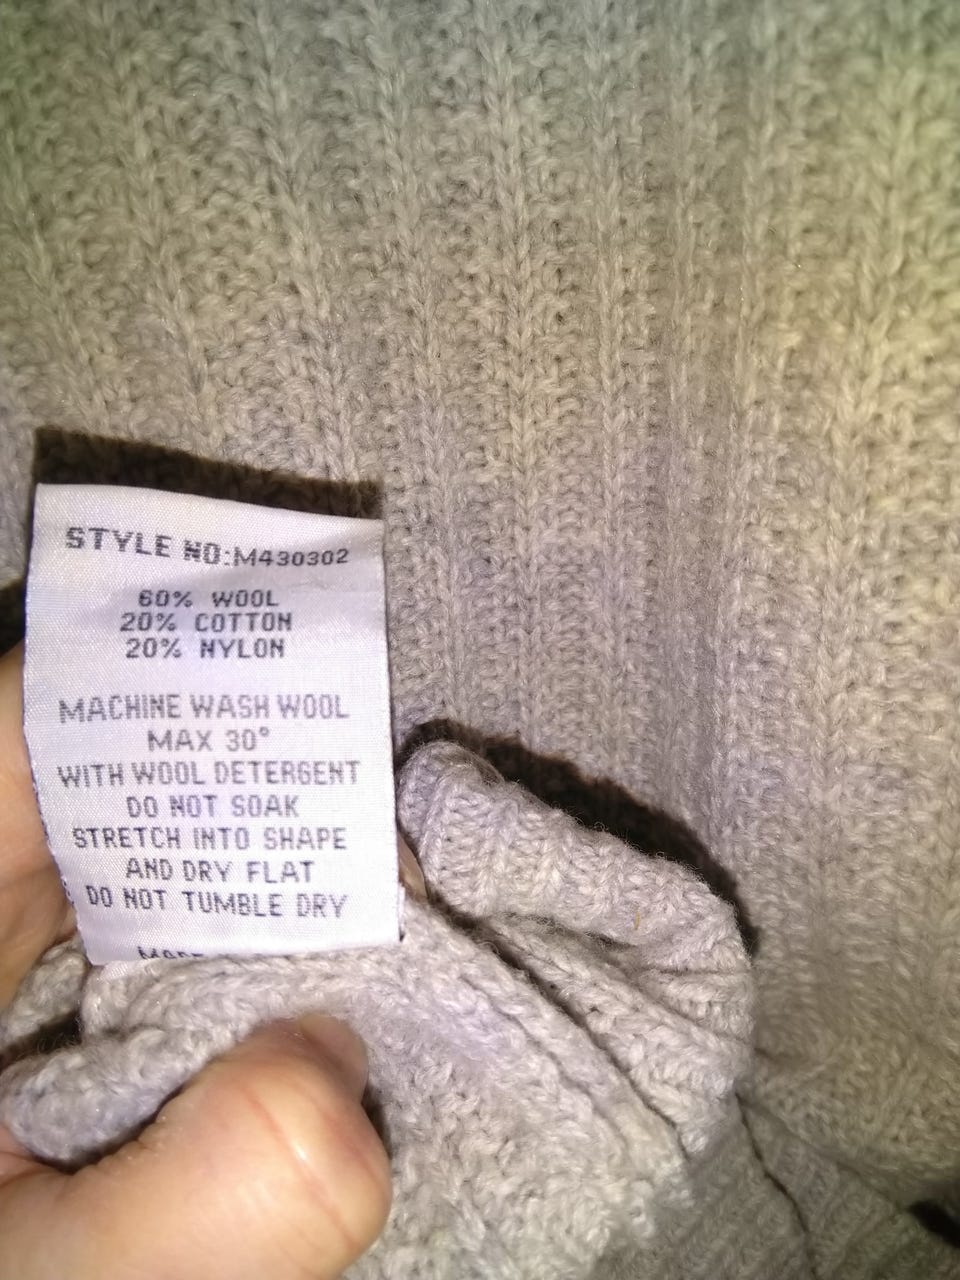 STYLE NO:M430302
60% WOOL
20% COTTON
20% NYLON
MACHINE WASH WOOL
MAX 30°
WITH WOOL DETERGENT
DO NOT SOAK
STRETCH INTO SHAPE
AND DRY FLAT
DO NOT TUMBLE DRY